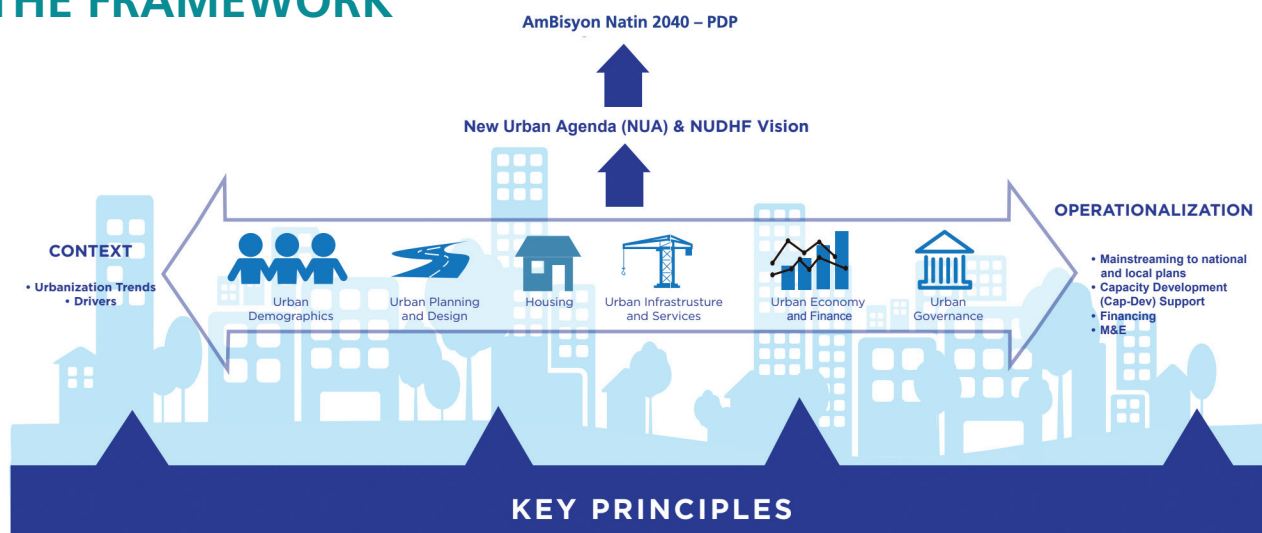 THE FRAMEWORK
AmBisyon Natin 2040 – PDP
New Urban Agenda (NUA) & NUDHF Vision
CONTEXT
• Urbanization Trends
• Drivers
Urban
Demographics
Urban Planning
and Design
Housing
Urban Infrastrusture
and Services
Urban Economy
and Finance
Urban
Governance
OPERATIONALIZATION
• Mainstreaming to national
and local plans
• Capacity Development
(Cap-Dev) Support
• Financing
• M&E
KEY PRINCIPLES